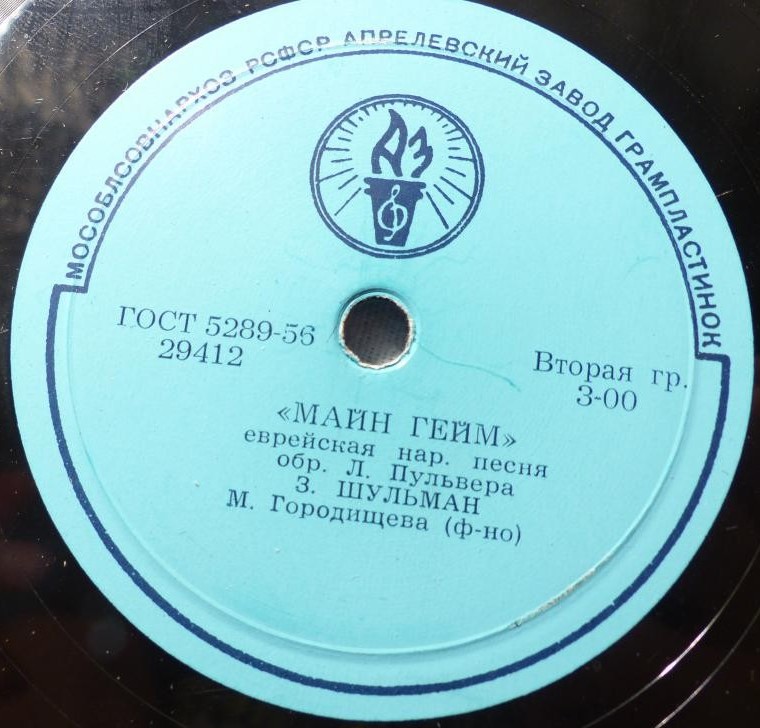 МОСОБЛСОВНАРХОЗ РСФСР АПРЕЛЕВСКИЙ ЗАВОД ГРАМПЛАСТИНОК
АЗ
ГОСТ 5289-56
29412
Вторая гр.
3-00
«МАЙН ГЕЙМ»
еврейская нар. песня
обр. Л. Пульвера
З. ШУЛЬМАН
М. Городищева (ф-но)